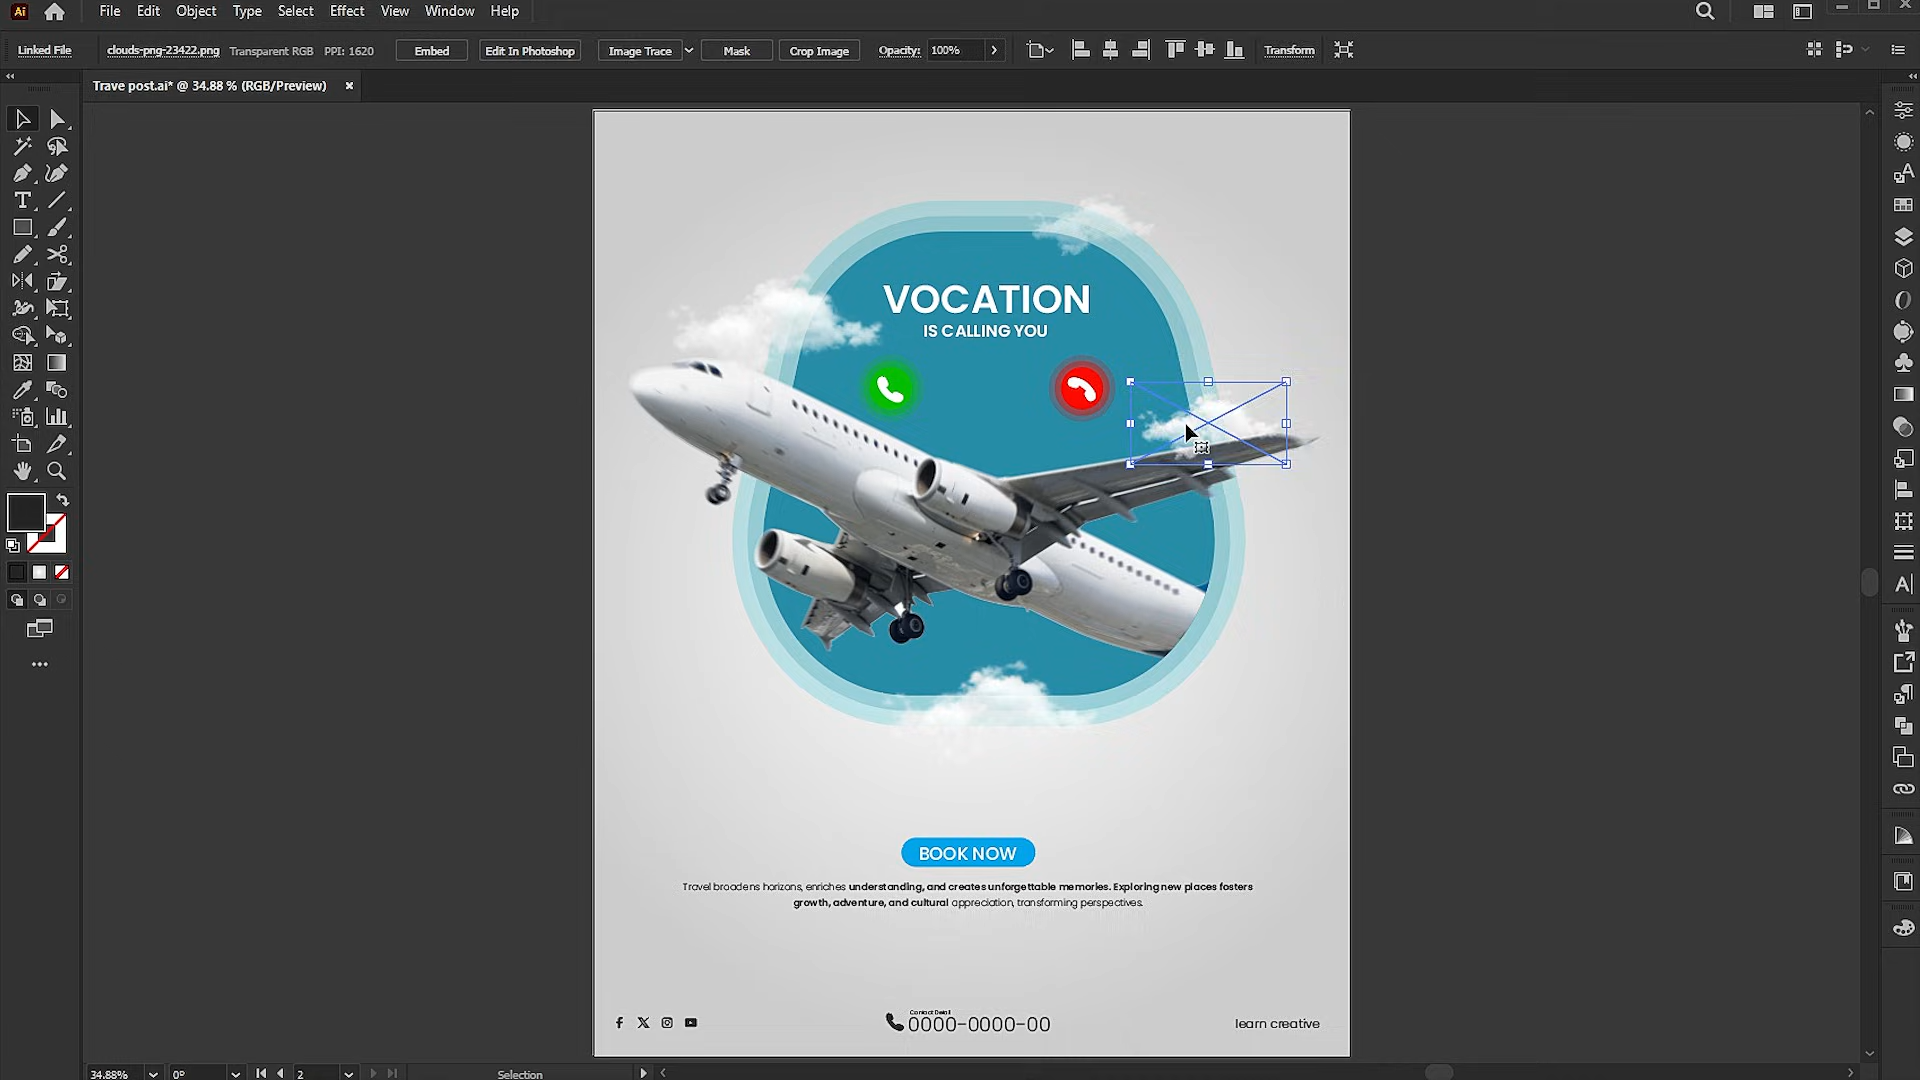 Ai File Edit Object Type Select Effect View Window Help
Linked File clouds-png-23422.png Transparent RGB PPI: 1620 Embed Edit In Photoshop Image Trace Mask Crop Image Opacity: 100% Transform
Trave post.ai* @ 34.88 % (RGB/Preview) ×
VOCATION
IS CALLING YOU
BOOK NOW
Travel broadens horizons, enriches understanding, and creates unforgettable memories. Exploring new places fosters
growth, adventure, and cultural appreciation, transforming perspectives.
Contact Detail
0000-0000-00
learn creative
34.88% 0° 2 Selection